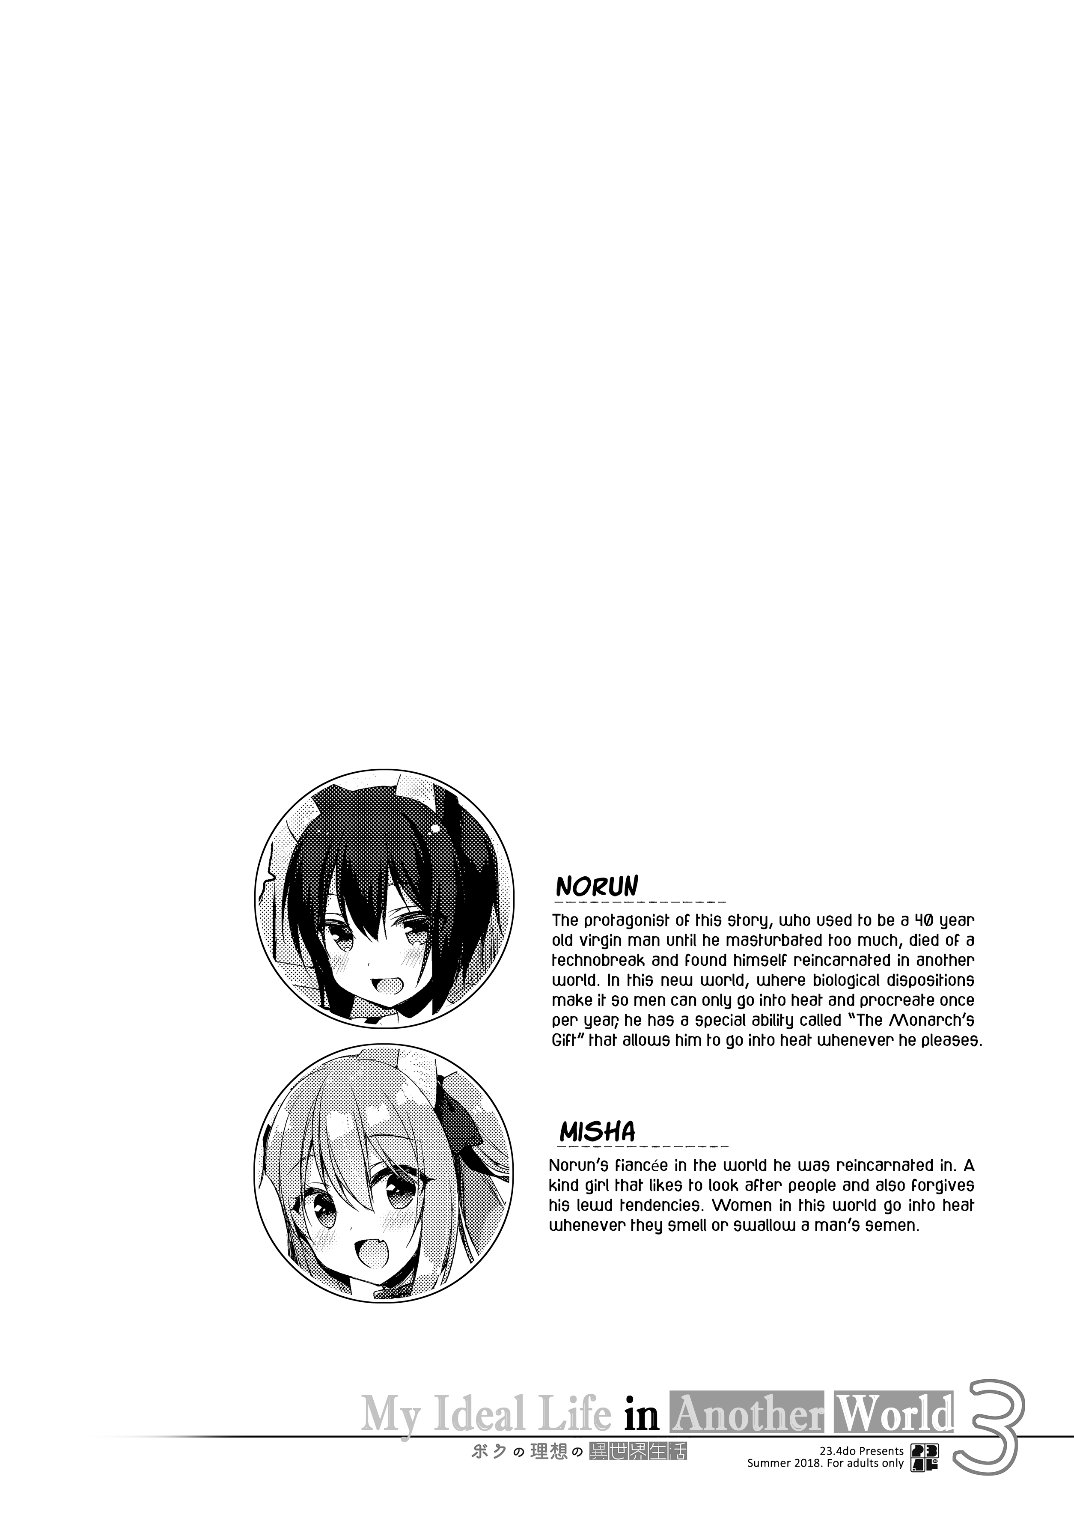 NORUN
The protagonist of this story, who used to be a 40 year
old virgin man until he masturbated too much, died of a
technobreak and found himself reincarnated in another
world. In this new world, where biological dispositions
make it so men can only go into heat and procreate once
per year, he has a special ability called “The Monarch’s
Gift” that allows him to go into heat whenever he pleases.
MISHA
Norun’s fiancée in the world he was reincarnated in. A
kind girl that likes to look after people and also forgives
his lewd tendencies. Women in this world go into heat
whenever they smell or swallow a man’s semen.
My Ideal Life in Another World 3
ボクの理想の異世界生活
23.4do Presents
Summer 2018. For adults only